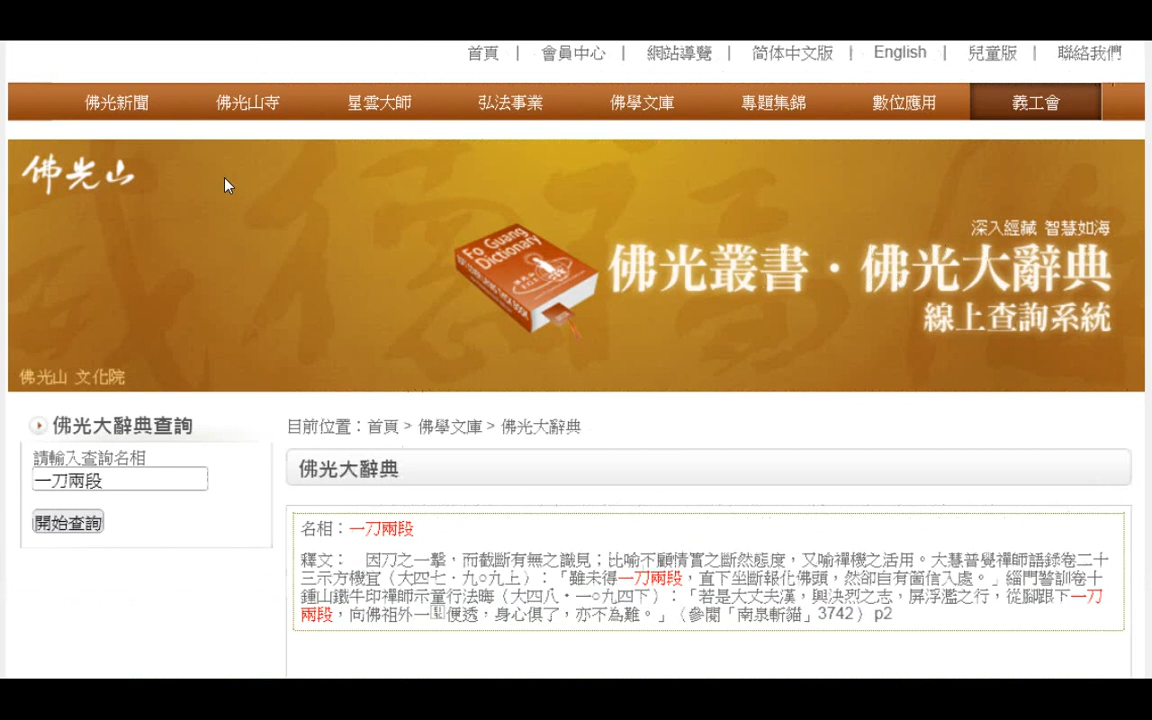 首頁 | 會員中心 | 網站導覽 | 简体中文版 | English | 兒童版 | 聯絡我們
佛光新聞 佛光山寺 星雲大師 弘法事業 佛學文庫 專題集錦 數位應用 義工會
佛光山
Fo Guang
Dictionary
深入經藏 智慧如海
佛光叢書・佛光大辭典
線上查詢系統
佛光山 文化院
佛光大辭典查詢
請輸入查詢名相
一刀兩段
開始查詢
目前位置：首頁 > 佛學文庫 > 佛光大辭典
佛光大辭典
名相：一刀兩段
釋文： 因刀之一擊，而截斷有無之識見；比喻不顧情實之斷然態度，又喻禪機之活用。大慧普覺禪師語錄卷二十
三示方機宜（大四七．九○九上）：「雖未得一刀兩段，直下坐斷報化佛頭，然卻自有箇信入處。」緇門警訓卷十
鍾山鐵牛印禪師示童行法晦（大四八．一○九四下）：「若是大丈夫漢，興決烈之志，屏浮濫之行，從腳跟下一刀
兩段，向佛祖外一便透，身心俱了，亦不為難。」（參閱「南泉斬貓」3742） p2